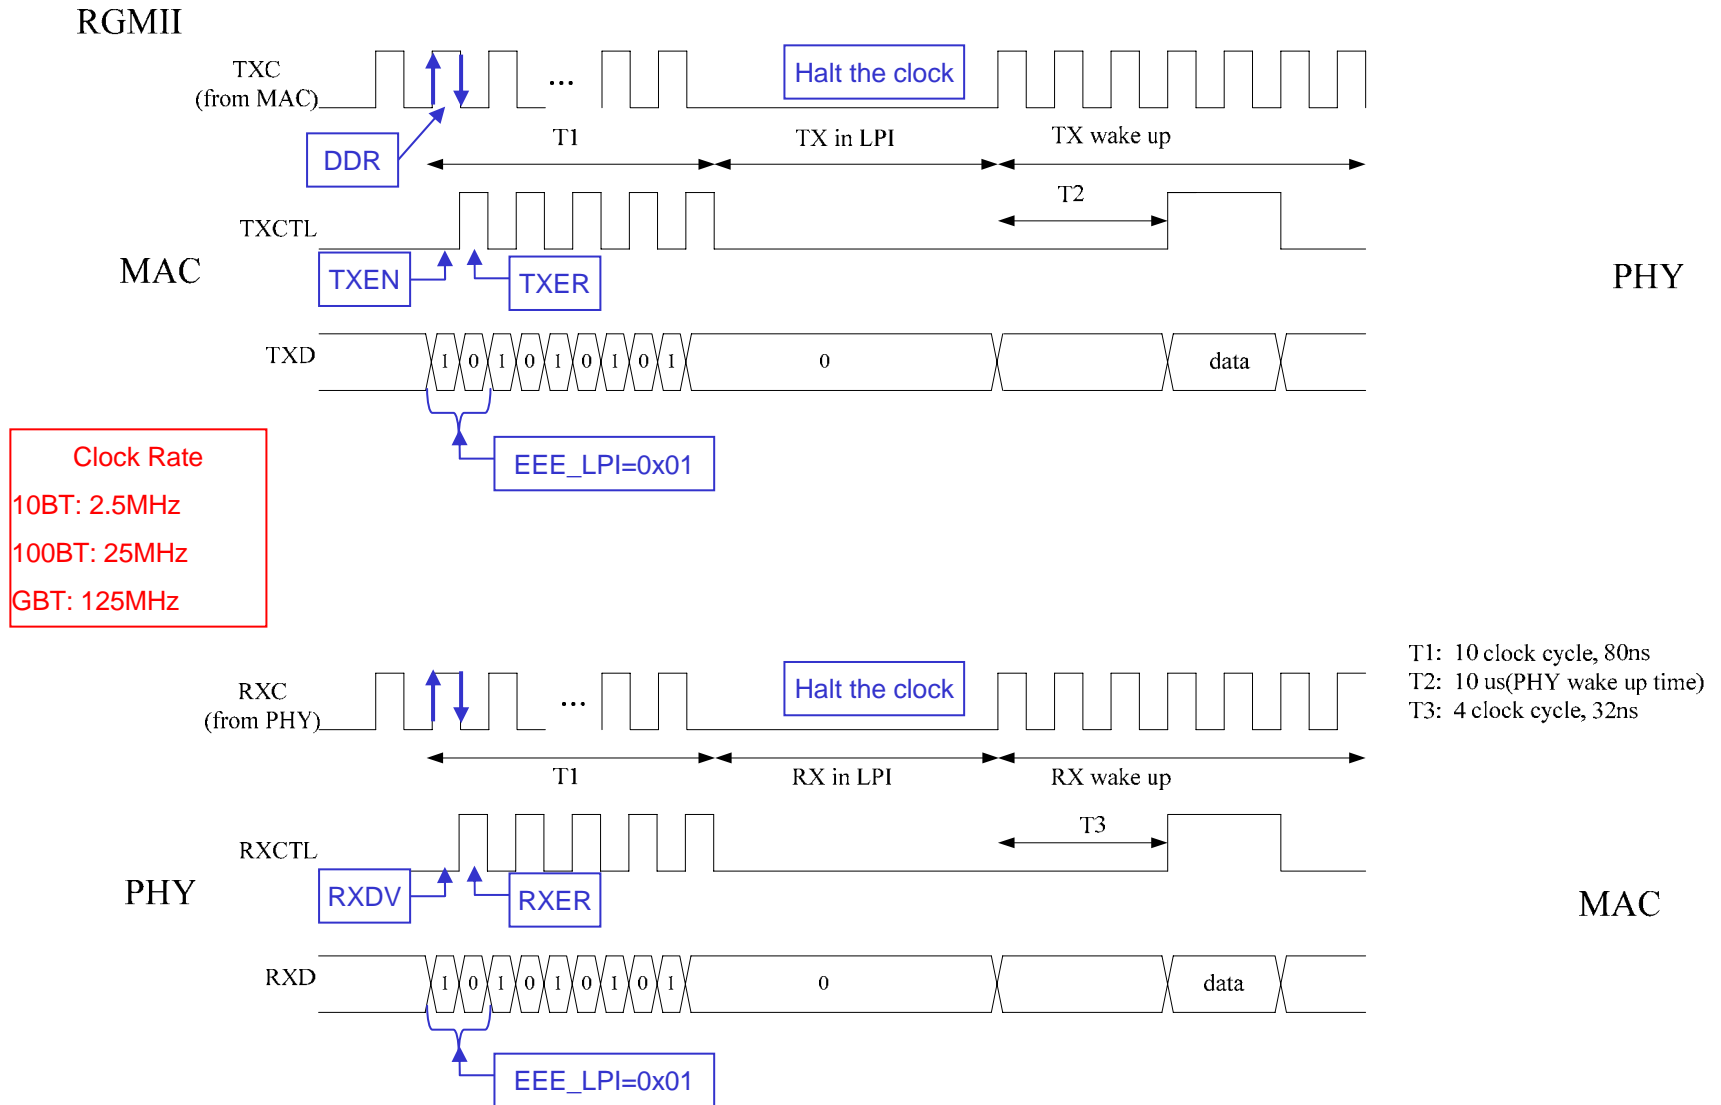 RGMII
TXC
(from MAC)
...
Halt the clock
DDR
T1
TX in LPI
TX wake up
T2
TXCTL
MAC
PHY
TXEN
TXER
TXD
1 0 1 0 1 0 1 0 1
0
data
EEE_LPI=0x01
Clock Rate
10BT: 2.5MHz
100BT: 25MHz
GBT: 125MHz
T1: 10 clock cycle, 80ns
T2: 10 us(PHY wake up time)
T3: 4 clock cycle, 32ns
RXC
(from PHY)
...
Halt the clock
T1
RX in LPI
RX wake up
T3
RXCTL
PHY
MAC
RXDV
RXER
RXD
1 0 1 0 1 0 1 0 1
0
data
EEE_LPI=0x01